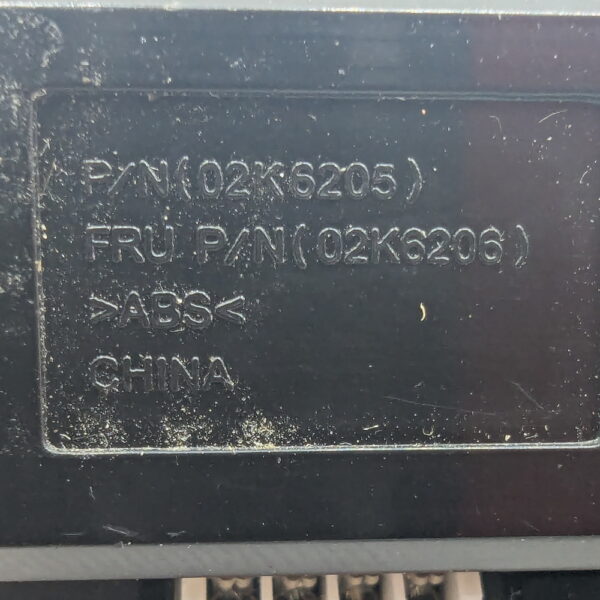 P/N(02K6205)
FRU P/N(02K6206)
>ABS<
CHINA